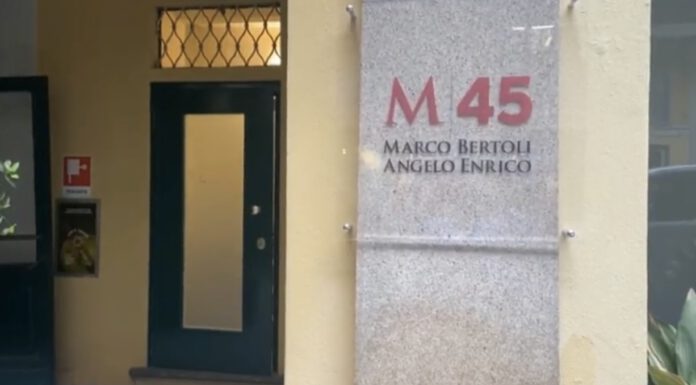 M 45
MARCO BERTOLI
ANGELO ENRICO